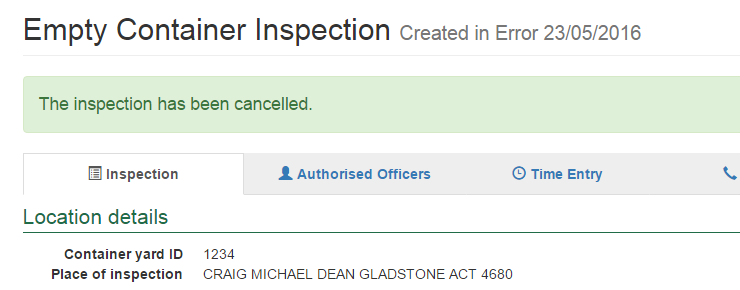 Empty Container Inspection Created in Error 23/05/2016
The inspection has been cancelled.
Inspection Authorised Officers Time Entry
Location details
Container yard ID 1234
Place of inspection CRAIG MICHAEL DEAN GLADSTONE ACT 4680